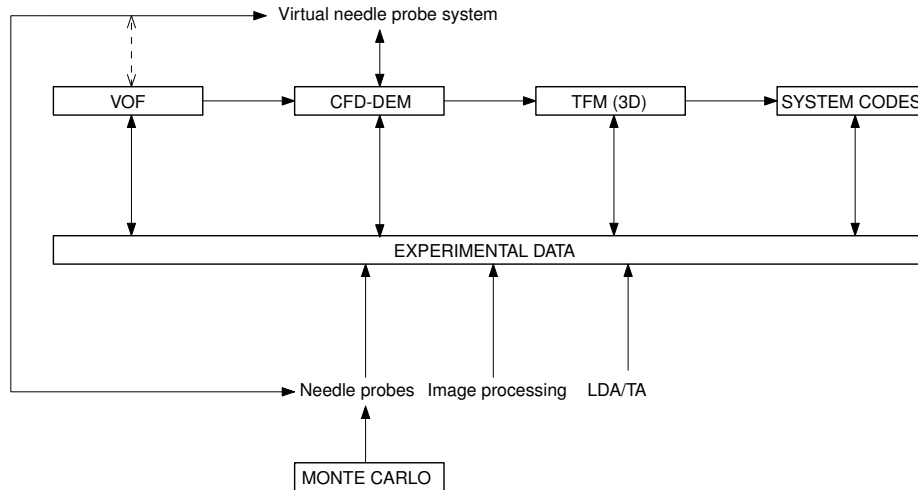 Virtual needle probe system
VOF
CFD-DEM
TFM (3D)
SYSTEM CODES
EXPERIMENTAL DATA
Needle probes
Image processing
LDA/TA
MONTE CARLO